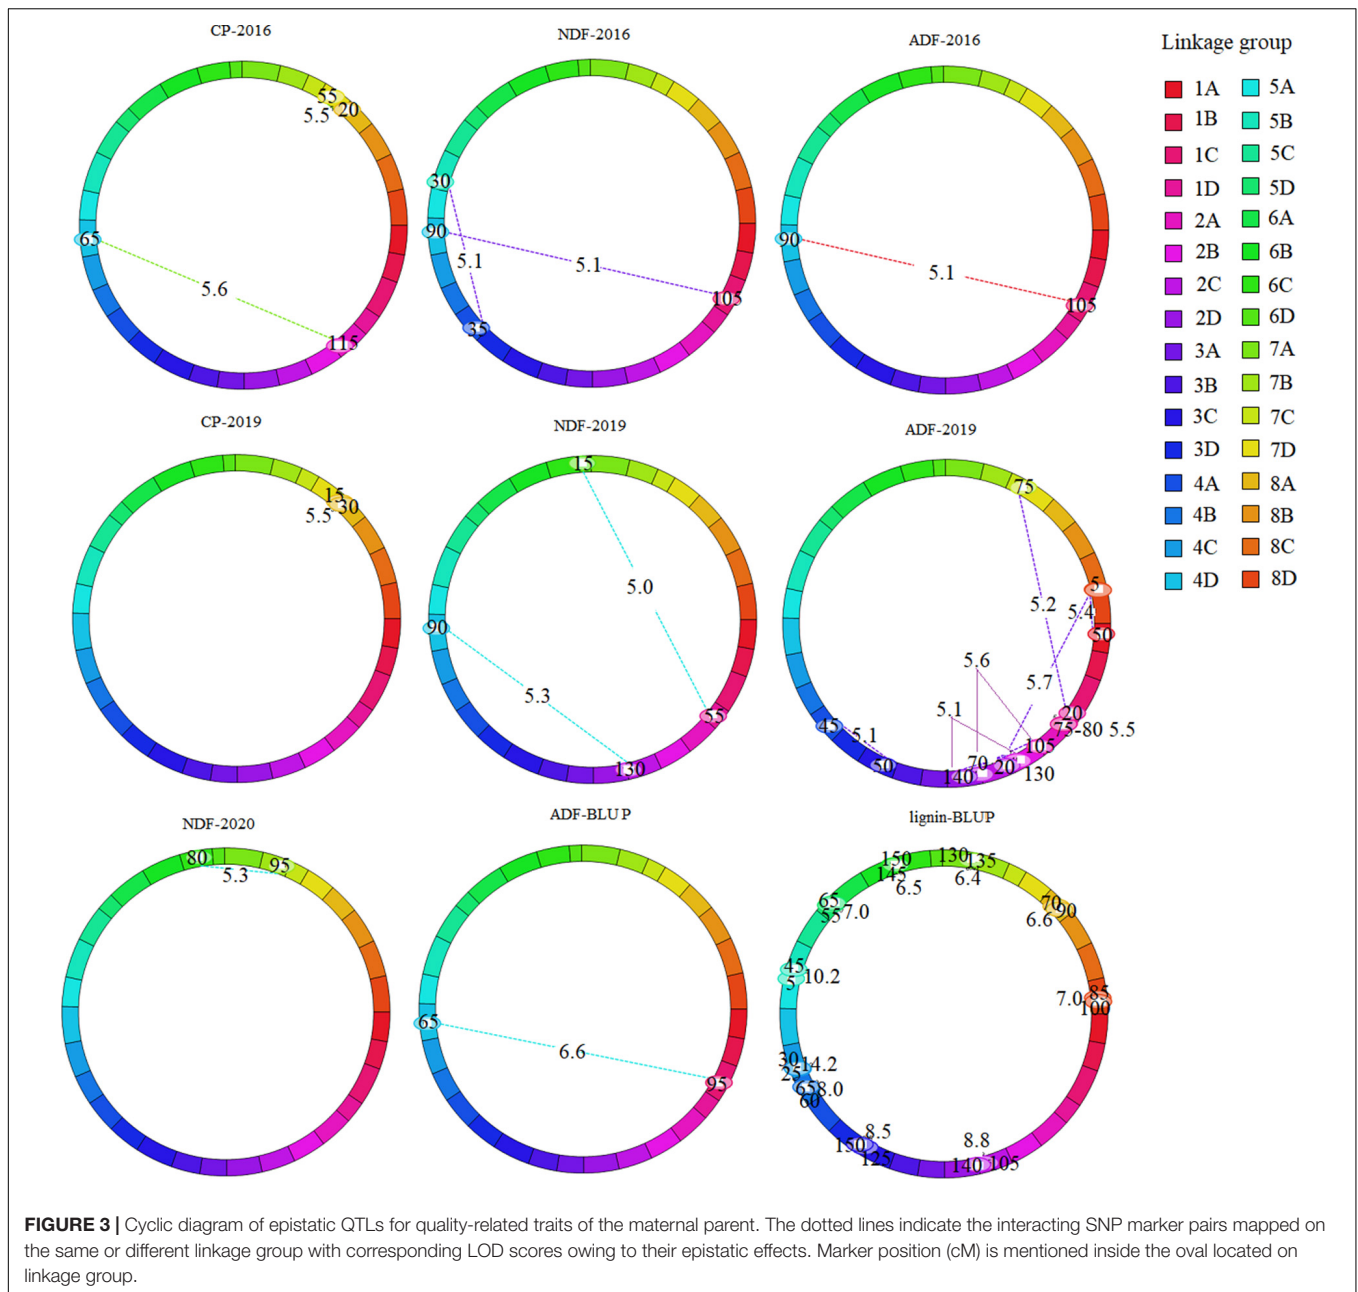 CP-2016
NDF-2016
ADF-2016
Linkage group
55
20
5.5
65
5.6
115
30
90
5.1
5.1
105
35
90
5.1
105
1A 5A
1B 5B
1C 5C
1D 5D
2A 6A
2B 6B
2C 6C
2D 6D
3A 7A
3B 7B
3C 7C
3D 7D
4A 8A
4B 8B
4C 8C
4D 8D
CP-2019
NDF-2019
ADF-2019
15
30
5.5
15
5.0
90
5.3
55
130
75
5
5.2
5.4
50
5.6
5.7
5.1
20
75-80 5.5
45
5.1
105
50
70
20
140
130
NDF-2020
ADF-BLUP
lignin-BLUP
80
95
5.3
65
6.6
95
150
130
135
145
6.5
6.4
65
55
7.0
70
90
6.6
45
5
10.2
7.0
85
100
30
14.2
25
65
8.0
60
8.5
150
125
8.8
140
105
FIGURE 3 | Cyclic diagram of epistatic QTLs for quality-related traits of the maternal parent. The dotted lines indicate the interacting SNP marker pairs mapped on
the same or different linkage group with corresponding LOD scores owing to their epistatic effects. Marker position (cM) is mentioned inside the oval located on
linkage group.